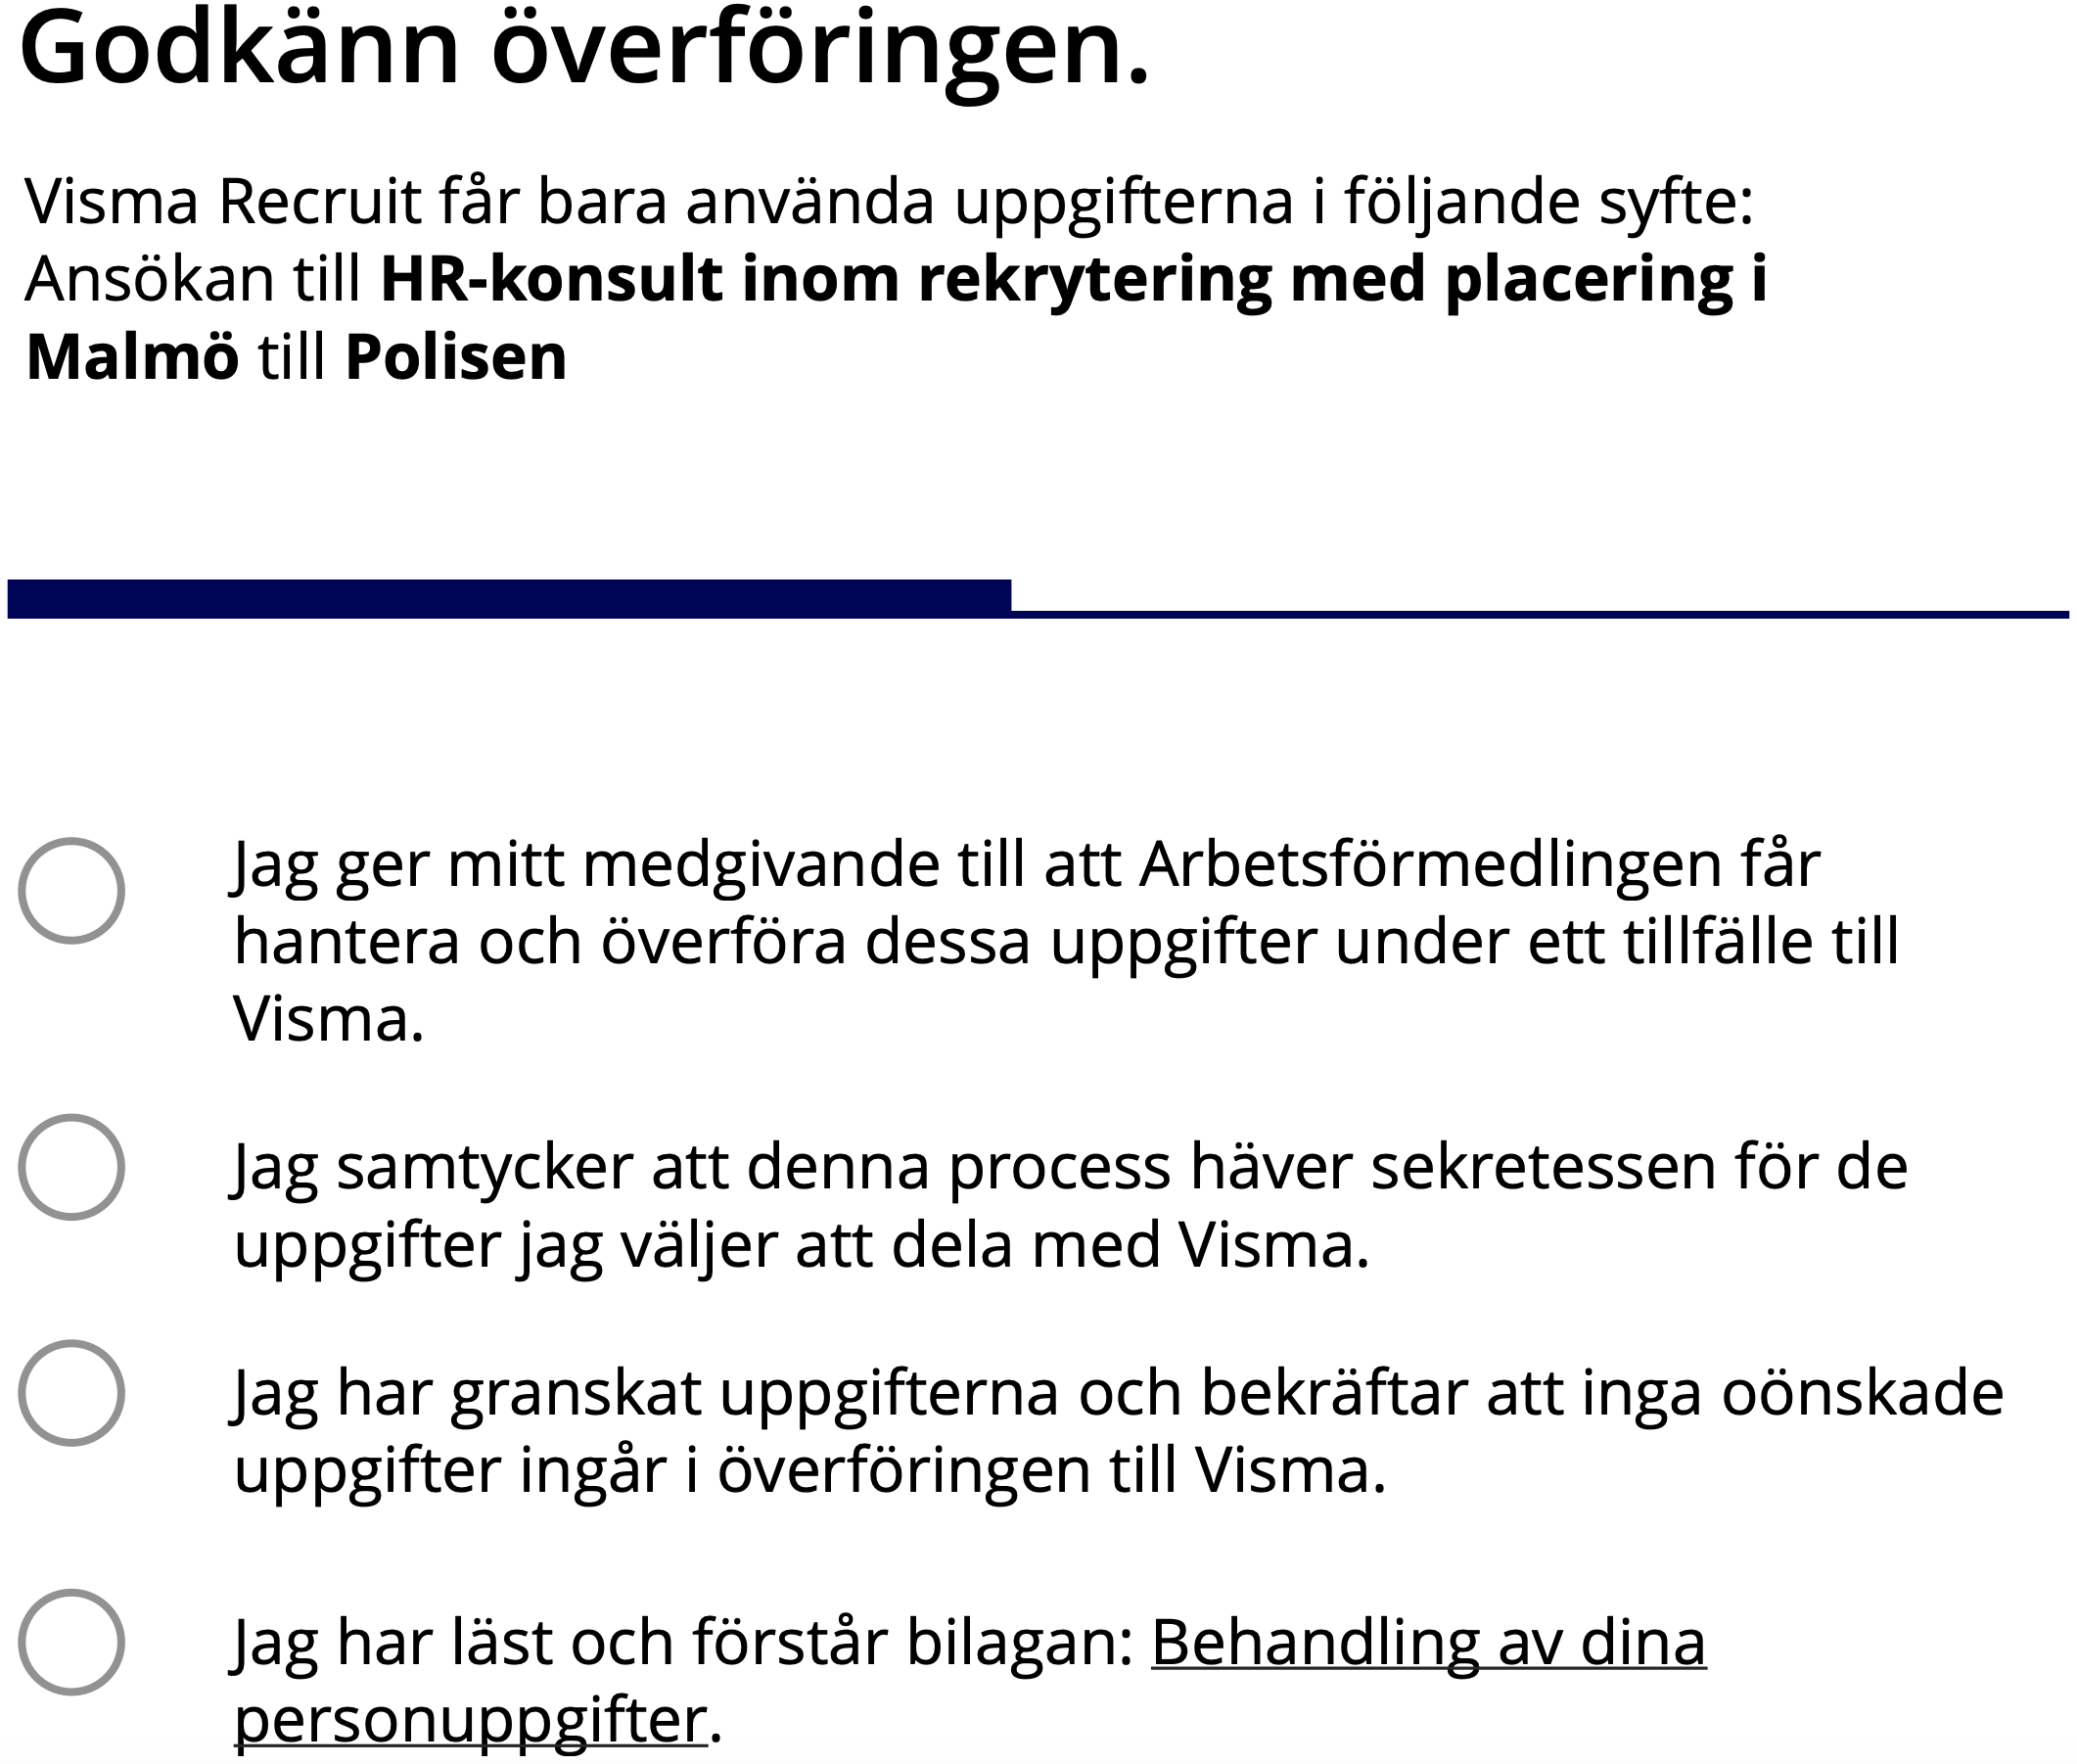 Godkänn överföringen.
Visma Recruit får bara använda uppgifterna i följande syfte:
Ansökan till HR-konsult inom rekrytering med placering i
Malmö till Polisen
Jag ger mitt medgivande till att Arbetsförmedlingen får
hantera och överföra dessa uppgifter under ett tillfälle till
Visma.
Jag samtycker att denna process häver sekretessen för de
uppgifter jag väljer att dela med Visma.
Jag har granskat uppgifterna och bekräftar att inga oönskade
uppgifter ingår i överföringen till Visma.
Jag har läst och förstår bilagan: Behandling av dina
personuppgifter.